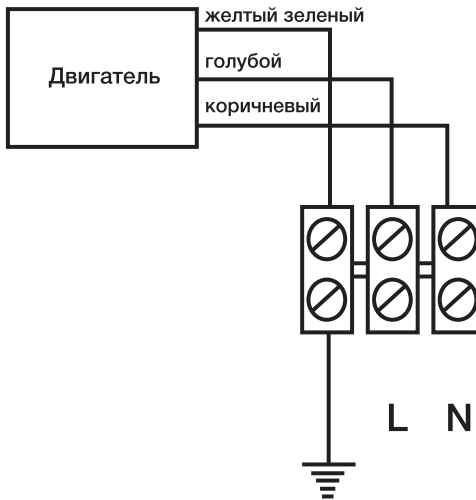 желтый зеленый
Двигатель
голубой
коричневый
L N